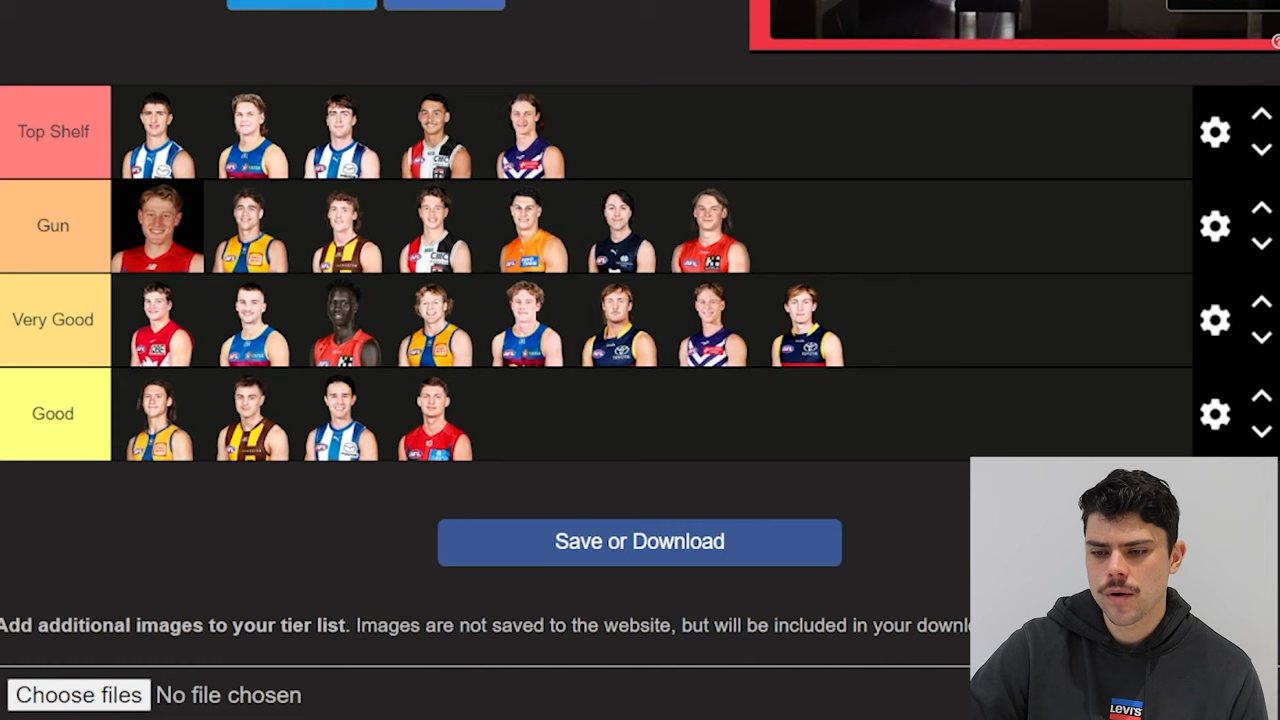 Top Shelf
Gun
Very Good
Good
Save or Download
Add additional images to your tier list. Images are not saved to the website, but will be included in your downl
Choose files No file chosen
LEVI'S